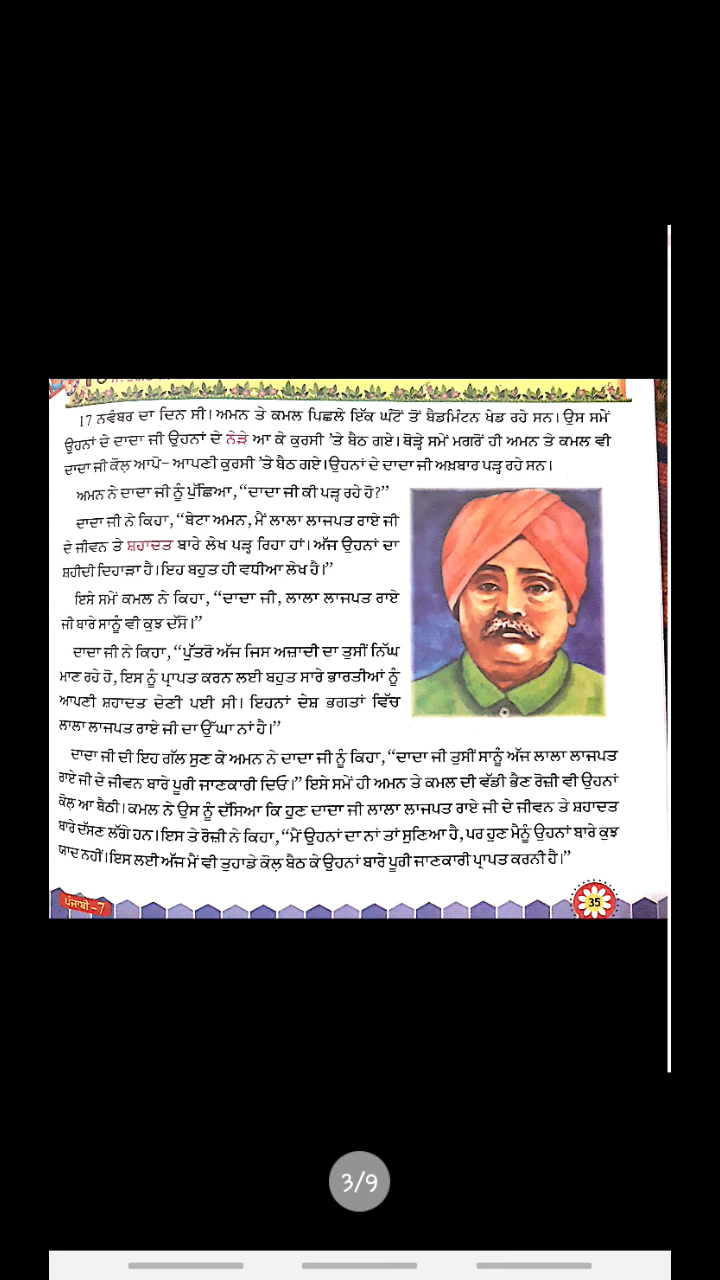 17 ਨਵੰਬਰ ਦਾ ਦਿਨ ਸੀ। ਅਮਨ ਤੇ ਕਮਲ ਪਿਛਲੇ ਇੱਕ ਘੰਟੇਂ ਤੋਂ ਬੈਡਮਿੰਟਨ ਖੇਡ ਰਹੇ ਸਨ। ਉਸ ਸਮੇਂ
ਉਹਨਾਂ ਦੇ ਦਾਦਾ ਜੀ ਉਹਨਾਂ ਦੇ ਨੇੜੇ ਆ ਕੇ ਕੁਰਸੀ 'ਤੇ ਬੈਠ ਗਏ। ਥੋੜ੍ਹੇ ਸਮੇਂ ਮਗਰੋਂ ਹੀ ਅਮਨ ਤੇ ਕਮਲ ਵੀ
ਦਾਦਾ ਜੀ ਕੋਲ਼ ਆਪੋ- ਆਪਣੀ ਕੁਰਸੀ 'ਤੇ ਬੈਠ ਗਏ। ਉਹਨਾਂ ਦੇ ਦਾਦਾ ਜੀ ਅਖ਼ਬਾਰ ਪੜ੍ਹ ਰਹੇ ਸਨ।
ਅਮਨ ਨੇ ਦਾਦਾ ਜੀ ਨੂੰ ਪੁੱਛਿਆ, "ਦਾਦਾ ਜੀ ਕੀ ਪੜ੍ਹ ਰਹੇ ਹੋ?"
ਦਾਦਾ ਜੀ ਨੇ ਕਿਹਾ, "ਬੇਟਾ ਅਮਨ, ਮੈਂ ਲਾਲਾ ਲਾਜਪਤ ਰਾਏ ਜੀ
ਦੇ ਜੀਵਨ ਤੇ ਸ਼ਹਾਦਤ ਬਾਰੇ ਲੇਖ ਪੜ੍ਹ ਰਿਹਾ ਹਾਂ। ਅੱਜ ਉਹਨਾਂ ਦਾ
ਸ਼ਹੀਦੀ ਦਿਹਾੜਾ ਹੈ। ਇਹ ਬਹੁਤ ਹੀ ਵਧੀਆ ਲੇਖ ਹੈ।"
ਇਸੇ ਸਮੇਂ ਕਮਲ ਨੇ ਕਿਹਾ, "ਦਾਦਾ ਜੀ, ਲਾਲਾ ਲਾਜਪਤ ਰਾਏ
ਜੀ ਬਾਰੇ ਸਾਨੂੰ ਵੀ ਕੁਝ ਦੱਸੋ।"
ਦਾਦਾ ਜੀ ਨੇ ਕਿਹਾ, "ਪੁੱਤਰੋ ਅੱਜ ਜਿਸ ਅਜ਼ਾਦੀ ਦਾ ਤੁਸੀਂ ਨਿੱਘ
ਮਾਣ ਰਹੇ ਹੋ, ਇਸ ਨੂੰ ਪ੍ਰਾਪਤ ਕਰਨ ਲਈ ਬਹੁਤ ਸਾਰੇ ਭਾਰਤੀਆਂ ਨੂੰ
ਆਪਣੀ ਸ਼ਹਾਦਤ ਦੇਣੀ ਪਈ ਸੀ। ਇਹਨਾਂ ਦੇਸ਼ ਭਗਤਾਂ ਵਿੱਚ
ਲਾਲਾ ਲਾਜਪਤ ਰਾਏ ਜੀ ਦਾ ਉੱਘਾ ਨਾਂ ਹੈ।"
ਦਾਦਾ ਜੀ ਦੀ ਇਹ ਗੱਲ ਸੁਣ ਕੇ ਅਮਨ ਨੇ ਦਾਦਾ ਜੀ ਨੂੰ ਕਿਹਾ, "ਦਾਦਾ ਜੀ ਤੁਸੀਂ ਸਾਨੂੰ ਅੱਜ ਲਾਲਾ ਲਾਜਪਤ
ਰਾਏ ਜੀ ਦੇ ਜੀਵਨ ਬਾਰੇ ਪੂਰੀ ਜਾਣਕਾਰੀ ਦਿਓ।" ਇਸੇ ਸਮੇਂ ਹੀ ਅਮਨ ਤੇ ਕਮਲ ਦੀ ਵੱਡੀ ਭੈਣ ਰੋਜ਼ੀ ਵੀ ਉਹਨਾਂ
ਕੋਲ਼ ਆ ਬੈਠੀ। ਕਮਲ ਨੇ ਉਸ ਨੂੰ ਦੱਸਿਆ ਕਿ ਹੁਣ ਦਾਦਾ ਜੀ ਲਾਲਾ ਲਾਜਪਤ ਰਾਏ ਜੀ ਦੇ ਜੀਵਨ ਤੇ ਸ਼ਹਾਦਤ
ਬਾਰੇ ਦੱਸਣ ਲੱਗੇ ਹਨ। ਇਸ ਤੇ ਰੋਜ਼ੀ ਨੇ ਕਿਹਾ, "ਮੈਂ ਉਹਨਾਂ ਦਾ ਨਾਂ ਤਾਂ ਸੁਣਿਆ ਹੈ, ਪਰ ਹੁਣ ਮੈਨੂੰ ਉਹਨਾਂ ਬਾਰੇ ਕੁਝ
ਯਾਦ ਨਹੀਂ। ਇਸ ਲਈ ਅੱਜ ਮੈਂ ਵੀ ਤੁਹਾਡੇ ਕੋਲ਼ ਬੈਠ ਕੇ ਉਹਨਾਂ ਬਾਰੇ ਪੂਰੀ ਜਾਣਕਾਰੀ ਪ੍ਰਾਪਤ ਕਰਨੀ ਹੈ।"
ਪੰਜਾਬੀ-7
35
3/9